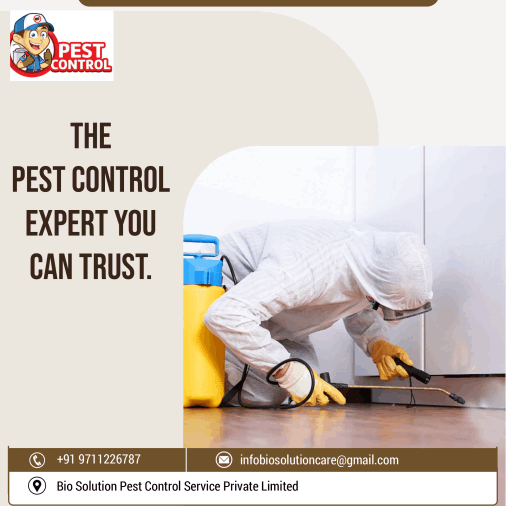 PEST
CONTROL
THE
PEST CONTROL
EXPERT YOU
CAN TRUST.
+91 9711226787
infobiosolutioncare@gmail.com
Bio Solution Pest Control Service Private Limited